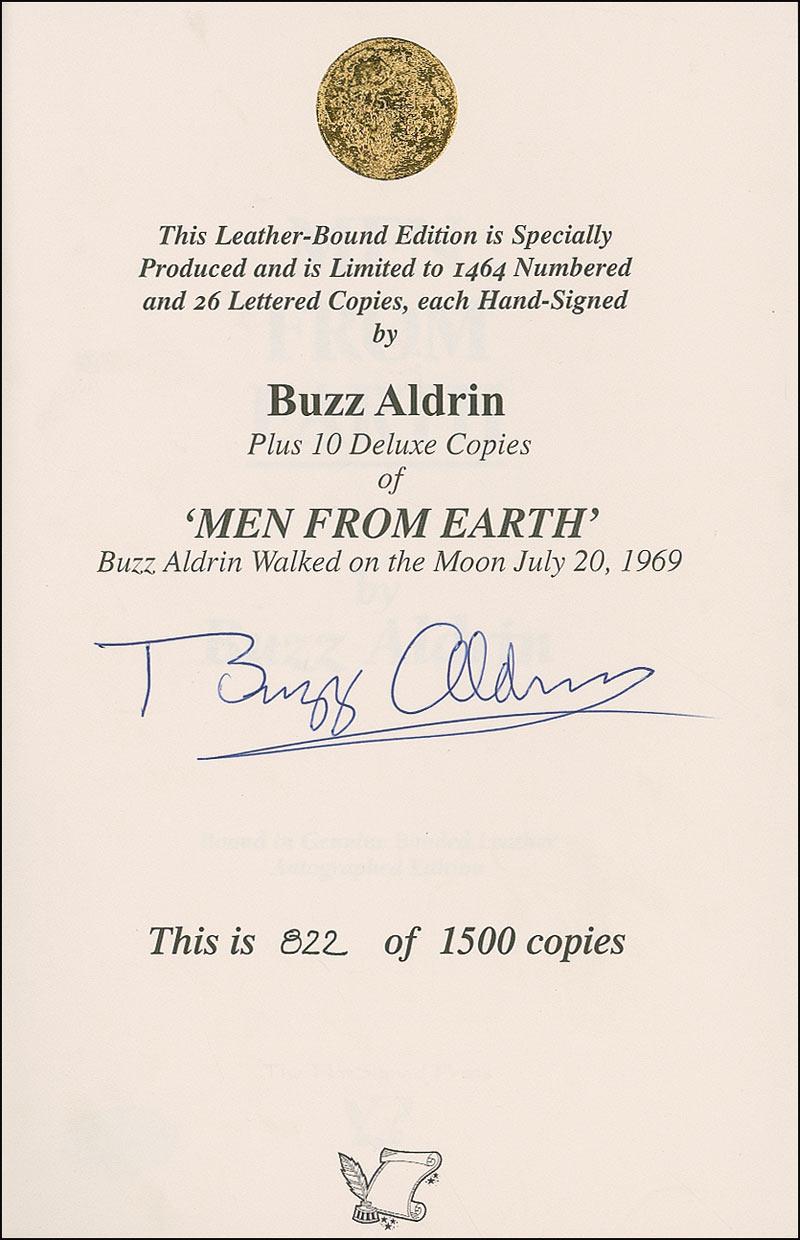 This Leather-Bound Edition is Specially
Produced and is Limited to 1464 Numbered
and 26 Lettered Copies, each Hand-Signed
by
Buzz Aldrin
Plus 10 Deluxe Copies
of
‘MEN FROM EARTH’
Buzz Aldrin Walked on the Moon July 20, 1969
Buzz Aldrin
This is 822 of 1500 copies